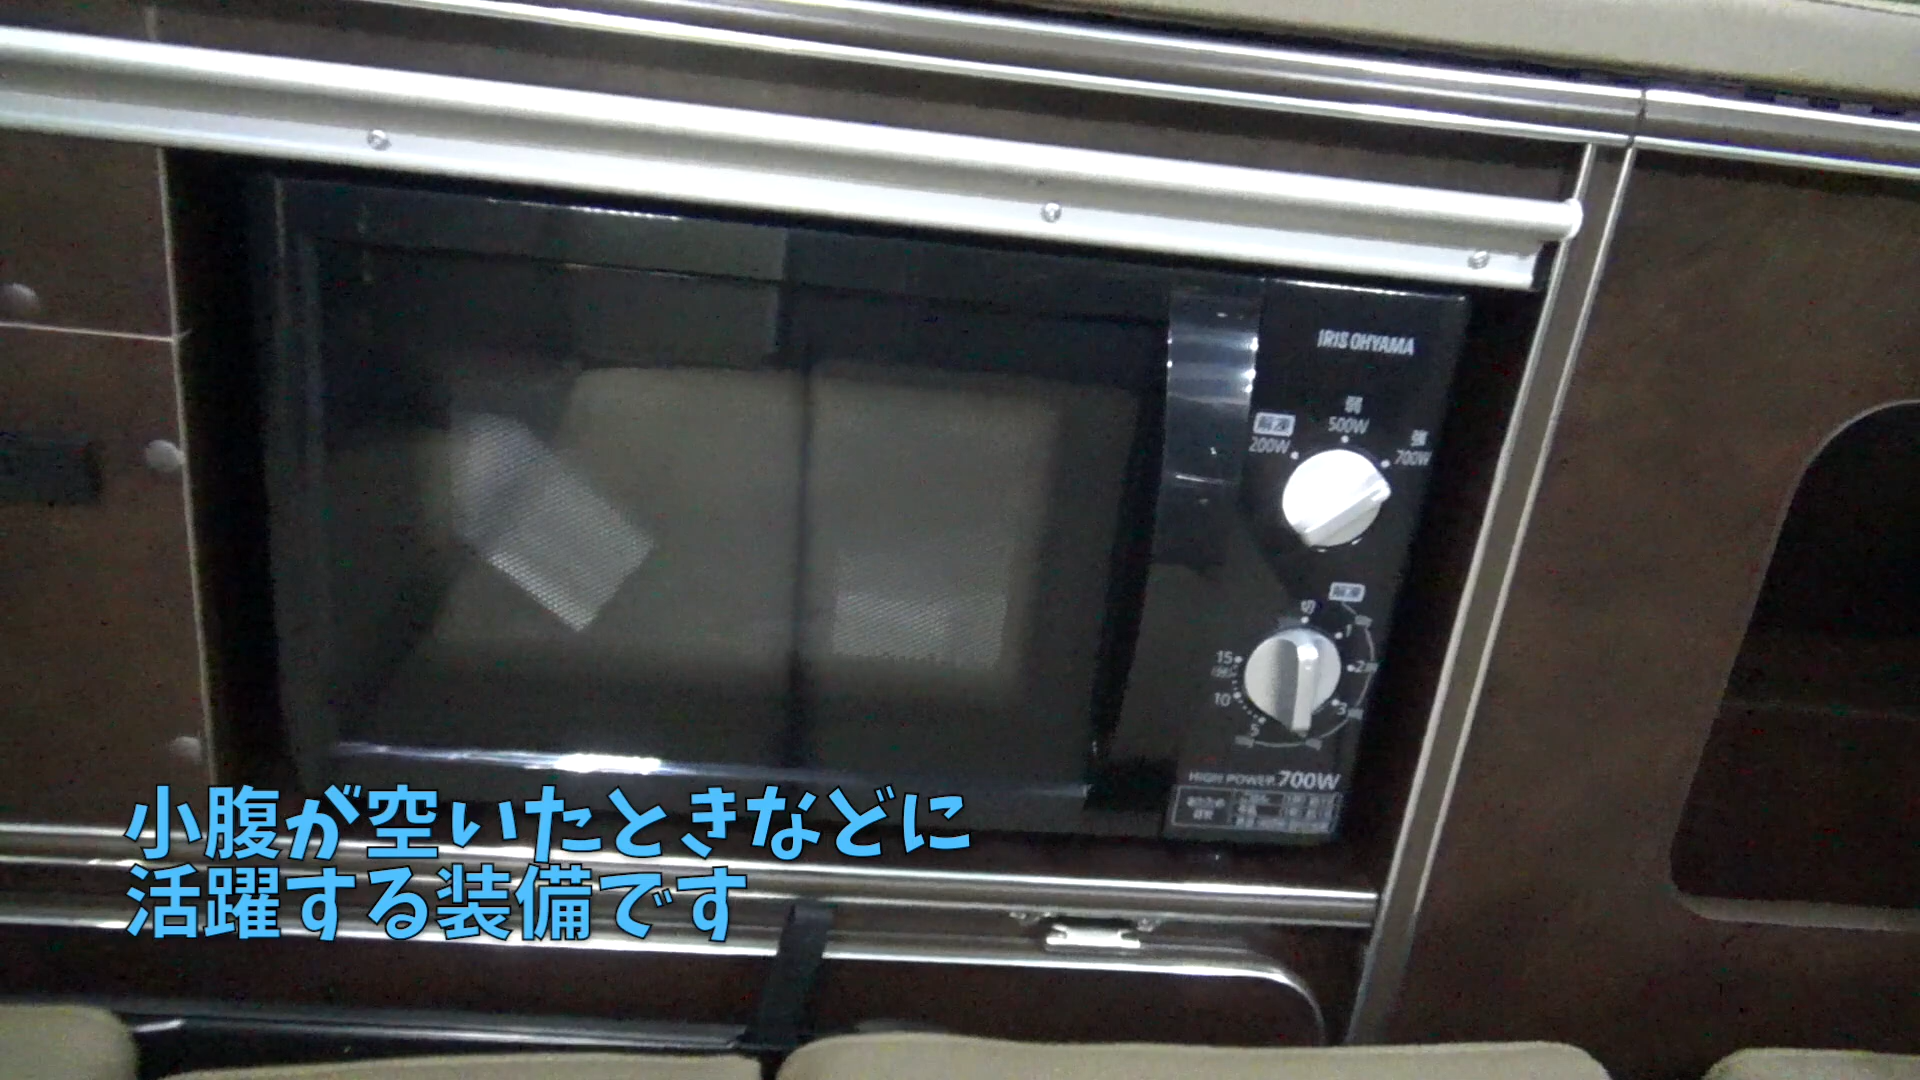 IRIS OHYAMA
弱
500W
解凍
200W
強
700W
解凍
切
1
15
(分)
2
10
3
5
HIGH POWER 700W
小腹が空いたときなどに
活躍する装備です